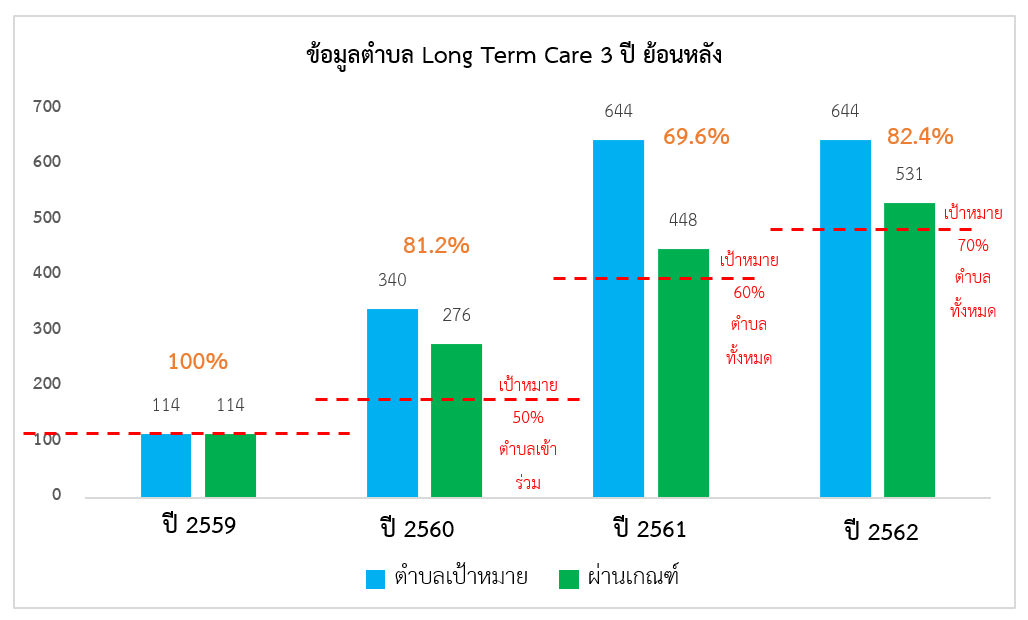 ข้อมูลตำบล Long Term Care 3 ปี ย้อนหลัง
700
600
500
400
300
200
100
0
100%
114
114
81.2%
340
276
เป้าหมาย
50%
ตำบลเข้า
ร่วม
644
69.6%
448
เป้าหมาย
60%
ตำบล
ทั้งหมด
644
82.4%
531
เป้าหมาย
70%
ตำบล
ทั้งหมด
ปี 2559
ปี 2560
ปี 2561
ปี 2562
ตำบลเป้าหมาย
ผ่านเกณฑ์